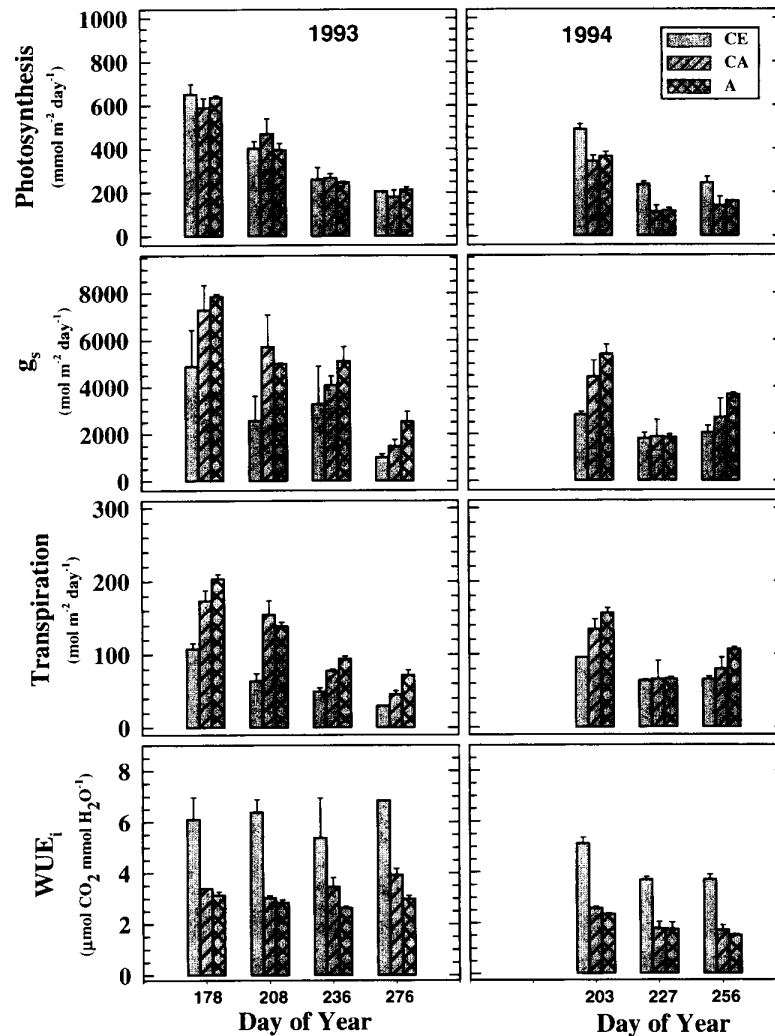 1993
1994
CE
CA
A
Photosynthesis
(mmol m⁻² day⁻¹)
1000
800
600
400
200
0
gₛ
(mol m⁻² day⁻¹)
8000
6000
4000
2000
0
Transpiration
(mol m⁻² day⁻¹)
300
200
100
0
WUEᵢ
(µmol CO₂ mmol H₂O⁻¹)
8
6
4
2
0
178 208 236 276
203 227 256
Day of Year
Day of Year